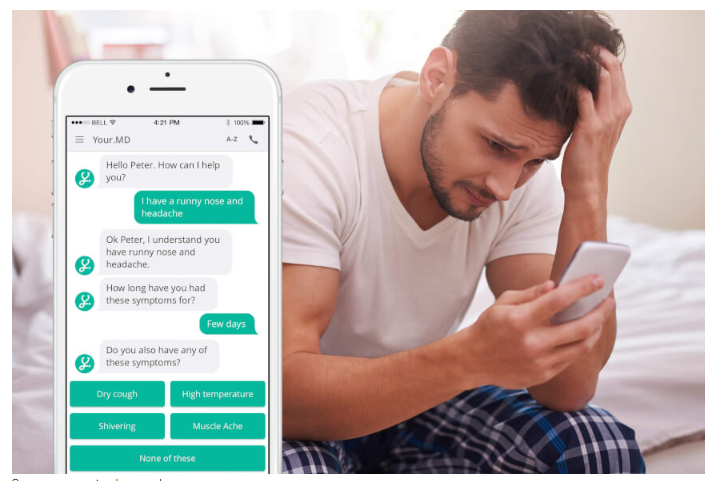 BELL
4:21 PM
100%
Your.MD
A-Z
Hello Peter. How can I help
you?
I have a runny nose and
headache
Ok Peter, I understand you
have runny nose and
headache.
How long have you had
these symptoms for?
Few days
Do you also have any of
these symptoms?
Dry cough
High temperature
Shivering
Muscle Ache
None of these